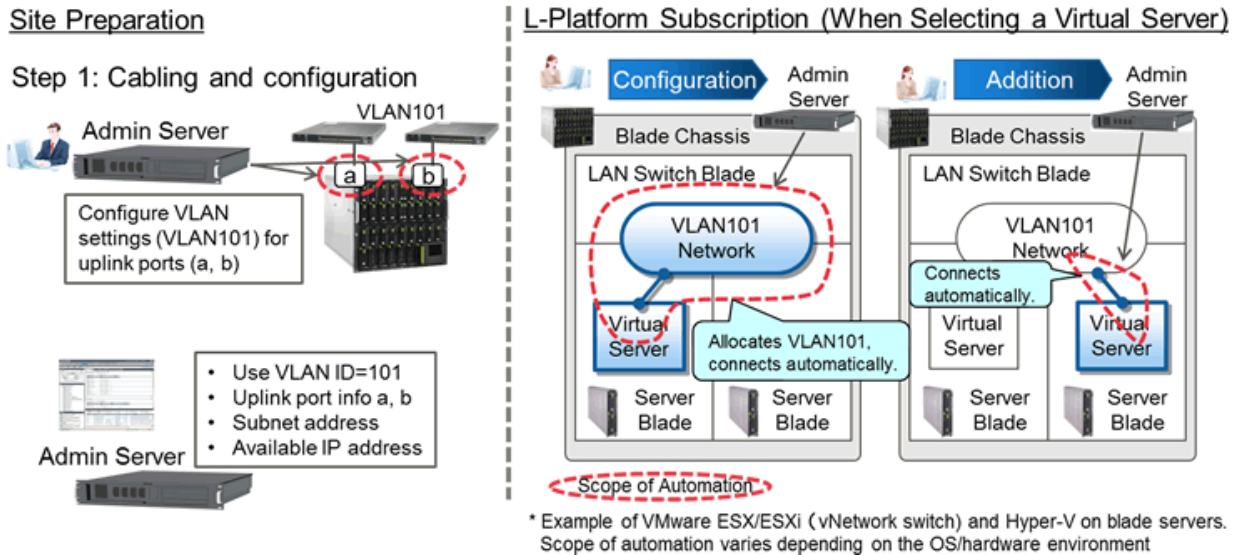 Site Preparation
Step 1: Cabling and configuration
VLAN101
Admin Server
a
b
Configure VLAN
settings (VLAN101) for
uplink ports (a, b)
• Use VLAN ID=101
• Uplink port info a, b
• Subnet address
• Available IP address
Admin Server
L-Platform Subscription (When Selecting a Virtual Server)
Configuration
Admin
Server
Blade Chassis
LAN Switch Blade
VLAN101
Network
Virtual
Server
Allocates VLAN101,
connects automatically.
Server
Blade
Server
Blade
Addition
Admin
Server
Blade Chassis
LAN Switch Blade
VLAN101
Network
Connects
automatically.
Virtual
Server
Virtual
Server
Server
Blade
Server
Blade
Scope of Automation
* Example of VMware ESX/ESXi (vNetwork switch) and Hyper-V on blade servers.
Scope of automation varies depending on the OS/hardware environment